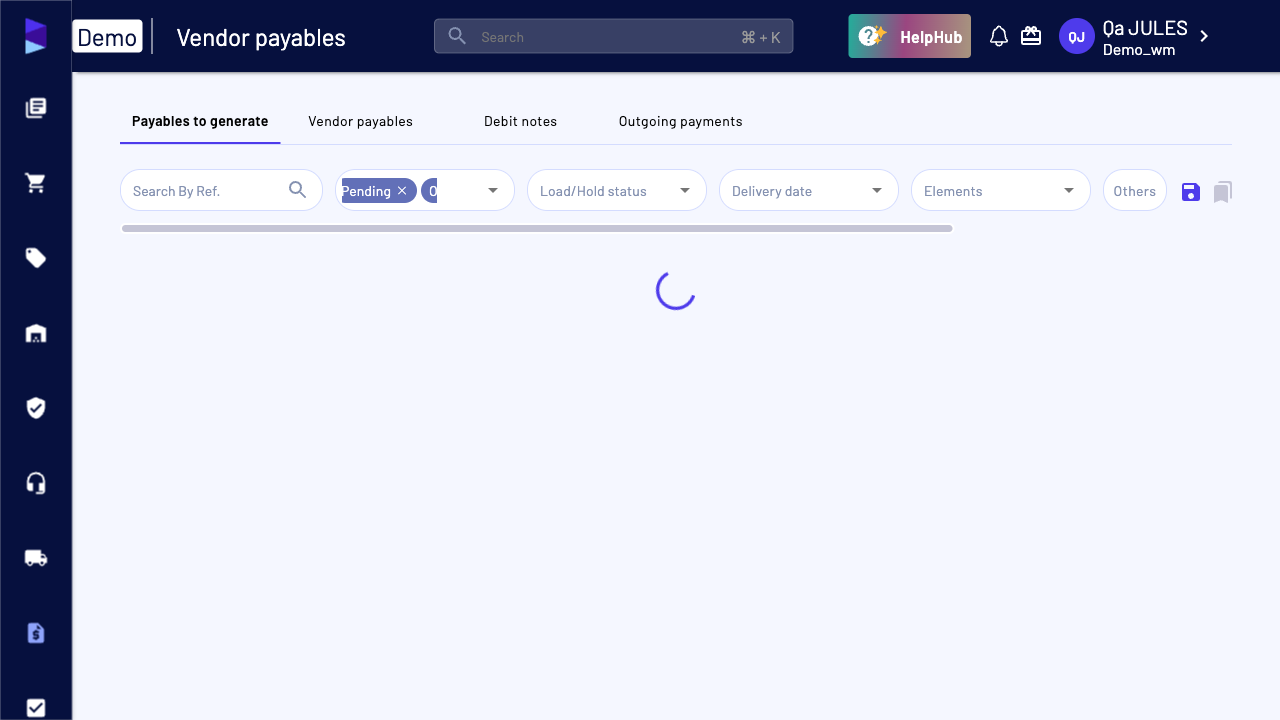 Demo
Vendor payables
Search
⌘ + K
HelpHub
QJ
Qa JULES
Demo_wm
Payables to generate
Vendor payables
Debit notes
Outgoing payments
Search By Ref.
Pending
Load/Hold status
Delivery date
Elements
Others